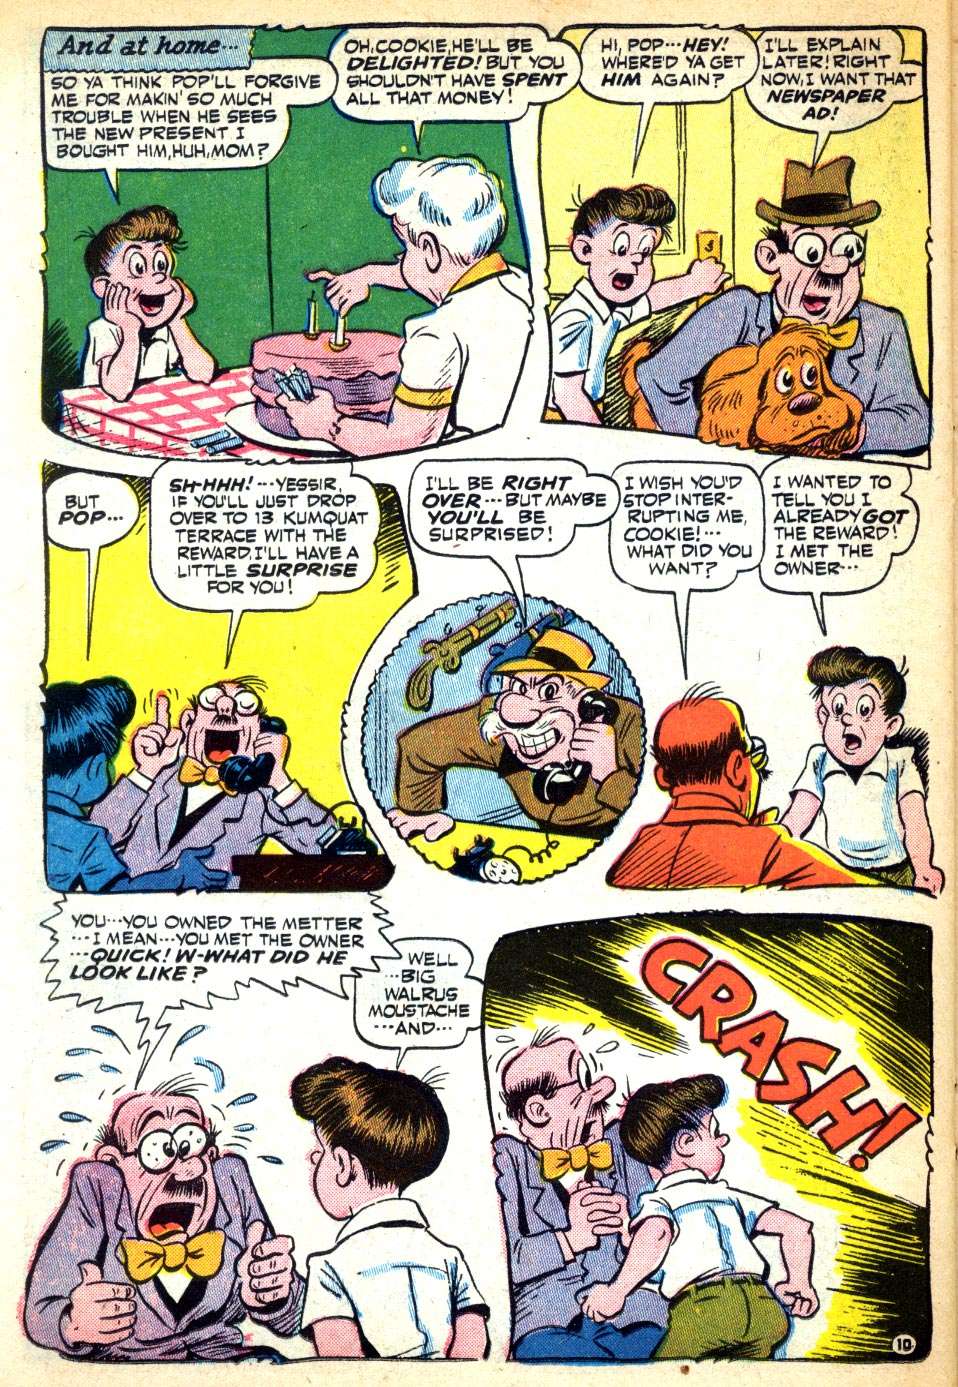 And at home...
SO YA THINK POP'LL FORGIVE
ME FOR MAKIN' SO MUCH
TROUBLE WHEN HE SEES
THE NEW PRESENT I
BOUGHT HIM, HUH, MOM?
OH, COOKIE, HE'LL BE
DELIGHTED! BUT YOU
SHOULDN'T HAVE SPENT
ALL THAT MONEY!
HI, POP...HEY!
WHERE'D YA GET
HIM AGAIN?
I'LL EXPLAIN
LATER! RIGHT
NOW, I WANT THAT
NEWSPAPER
AD!
BUT
POP...
SH-HHH!...YESSIR,
IF YOU'LL JUST DROP
OVER TO 13 KUMQUAT
TERRACE WITH THE
REWARD, I'LL HAVE A
LITTLE SURPRISE
FOR YOU!
I'LL BE RIGHT
OVER...BUT MAYBE
YOU'LL BE
SURPRISED!
I WISH YOU'D
STOP INTER-
RUPTING ME,
COOKIE!...
WHAT DID YOU
WANT?
I WANTED TO
TELL YOU I
ALREADY GOT
THE REWARD!
I MET THE
OWNER...
YOU...YOU OWNED THE METTER
...I MEAN...YOU MET THE OWNER
...QUICK! W-WHAT DID HE
LOOK LIKE?
WELL
...BIG
WALRUS
MOUSTACHE
...AND...
CRASH!
10